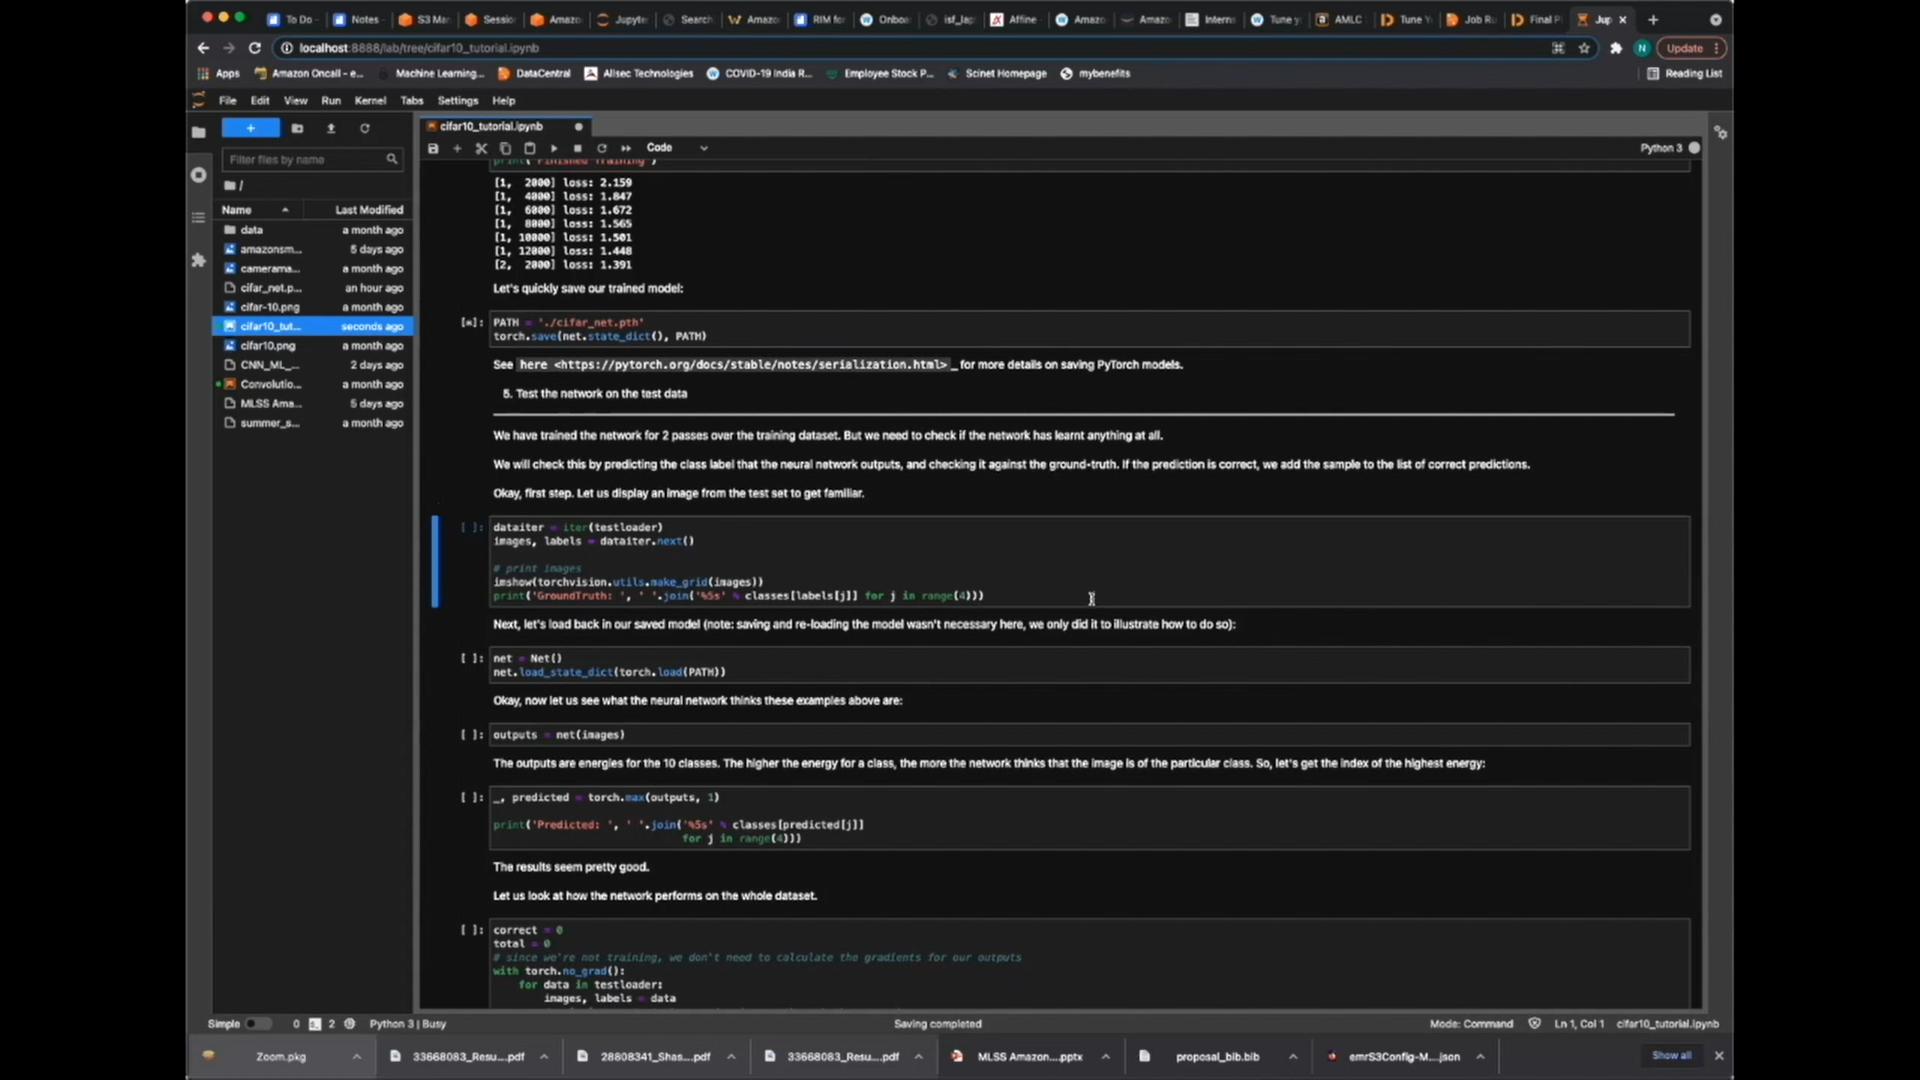 To Do -
Notes -
S3 Mar
Sessio
Amazo
Jupyte
Search
Amazo
RIM for
Onboa
isf_lap
Affine
Amazo
Amazo
Intern
Tune y
AMLC
Tune Y
Job Ru
Final P
Jup
localhost:8888/lab/tree/cifar10_tutorial.ipynb
N
Update
Apps
Amazon Oncall - e...
Machine Learning...
DataCentral
Allsec Technologies
COVID-19 India R...
Employee Stock P...
Scinet Homepage
mybenefits
Reading List
File Edit View Run Kernel Tabs Settings Help
cifar10_tutorial.ipynb
Code
Python 3
Filter files by name
/
Name Last Modified
data a month ago
amazonsm... 5 days ago
camerama... a month ago
cifar_net.p... an hour ago
cifar-10.png a month ago
cifar10_tut... seconds ago
cifar10.png a month ago
CNN_ML_... 2 days ago
Convolutio... a month ago
MLSS Ama... 5 days ago
summer_s... a month ago
print('Finished Training')
[1, 2000] loss: 2.159
[1, 4000] loss: 1.847
[1, 6000] loss: 1.672
[1, 8000] loss: 1.565
[1, 10000] loss: 1.501
[1, 12000] loss: 1.448
[2, 2000] loss: 1.391
Let's quickly save our trained model:
[*]: PATH = './cifar_net.pth'
torch.save(net.state_dict(), PATH)
See here <https://pytorch.org/docs/stable/notes/serialization.html> _ for more details on saving PyTorch models.
5. Test the network on the test data
We have trained the network for 2 passes over the training dataset. But we need to check if the network has learnt anything at all.
We will check this by predicting the class label that the neural network outputs, and checking it against the ground-truth. If the prediction is correct, we add the sample to the list of correct predictions.
Okay, first step. Let us display an image from the test set to get familiar.
[ ]: dataiter = iter(testloader)
images, labels = dataiter.next()
# print images
imshow(torchvision.utils.make_grid(images))
print('GroundTruth: ', ' '.join('%5s' % classes[labels[j]] for j in range(4)))
Next, let's load back in our saved model (note: saving and re-loading the model wasn't necessary here, we only did it to illustrate how to do so):
[ ]: net = Net()
net.load_state_dict(torch.load(PATH))
Okay, now let us see what the neural network thinks these examples above are:
[ ]: outputs = net(images)
The outputs are energies for the 10 classes. The higher the energy for a class, the more the network thinks that the image is of the particular class. So, let's get the index of the highest energy:
[ ]: _, predicted = torch.max(outputs, 1)
print('Predicted: ', ' '.join('%5s' % classes[predicted[j]]
for j in range(4)))
The results seem pretty good.
Let us look at how the network performs on the whole dataset.
[ ]: correct = 0
total = 0
# since we're not training, we don't need to calculate the gradients for our outputs
with torch.no_grad():
for data in testloader:
images, labels = data
Simple 0 2 Python 3 | Busy Saving completed Mode: Command Ln 1, Col 1 cifar10_tutorial.ipynb
Zoom.pkg
33668083_Resu....pdf
28808341_Shas....pdf
33668083_Resu....pdf
MLSS Amazon....pptx
proposal_bib.bib
emrS3Config-M....json
Show all